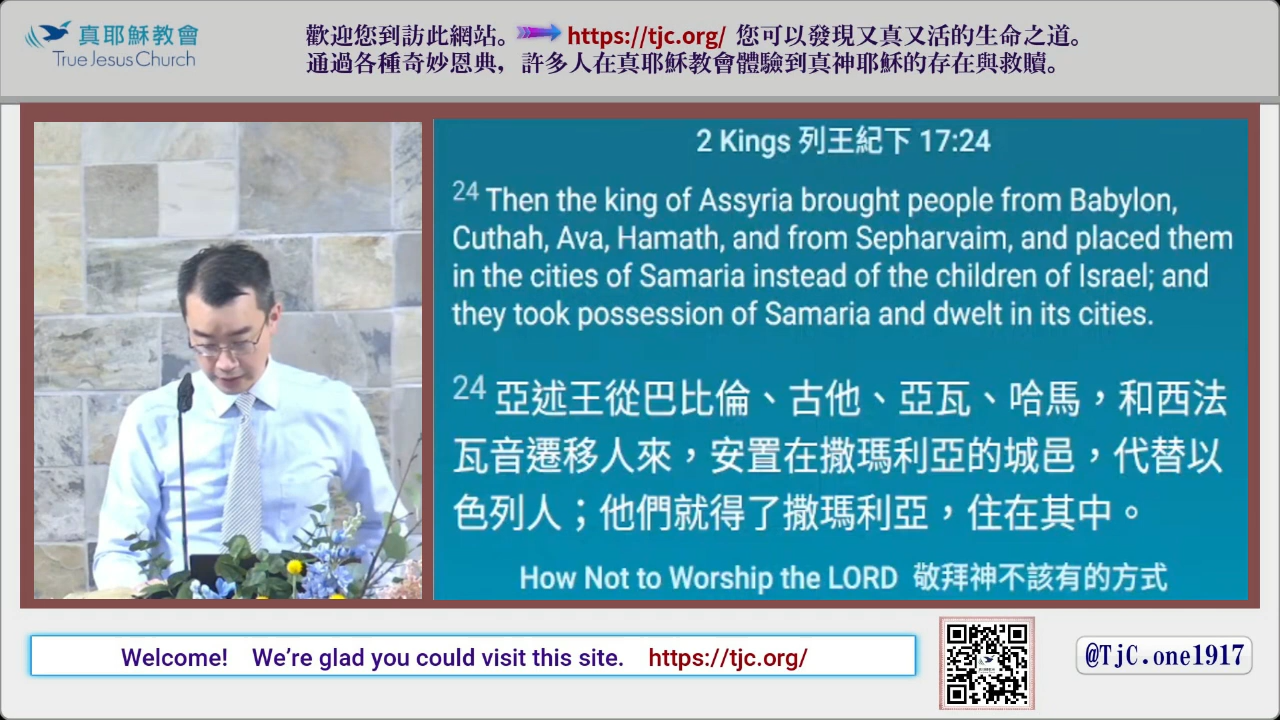 真耶穌教會
True Jesus Church
歡迎您到訪此網站。 https://tjc.org/ 您可以發現又真又活的生命之道。
通過各種奇妙恩典，許多人在真耶穌教會體驗到真神耶穌的存在與救贖。
2 Kings 列王紀下 17:24
24 Then the king of Assyria brought people from Babylon,
Cuthah, Ava, Hamath, and from Sepharvaim, and placed them
in the cities of Samaria instead of the children of Israel; and
they took possession of Samaria and dwelt in its cities.
24 亞述王從巴比倫、古他、亞瓦、哈馬，和西法
瓦音遷移人來，安置在撒瑪利亞的城邑，代替以
色列人；他們就得了撒瑪利亞，住在其中。
How Not to Worship the LORD 敬拜神不該有的方式
Welcome! We’re glad you could visit this site. https://tjc.org/
@TjC.one1917